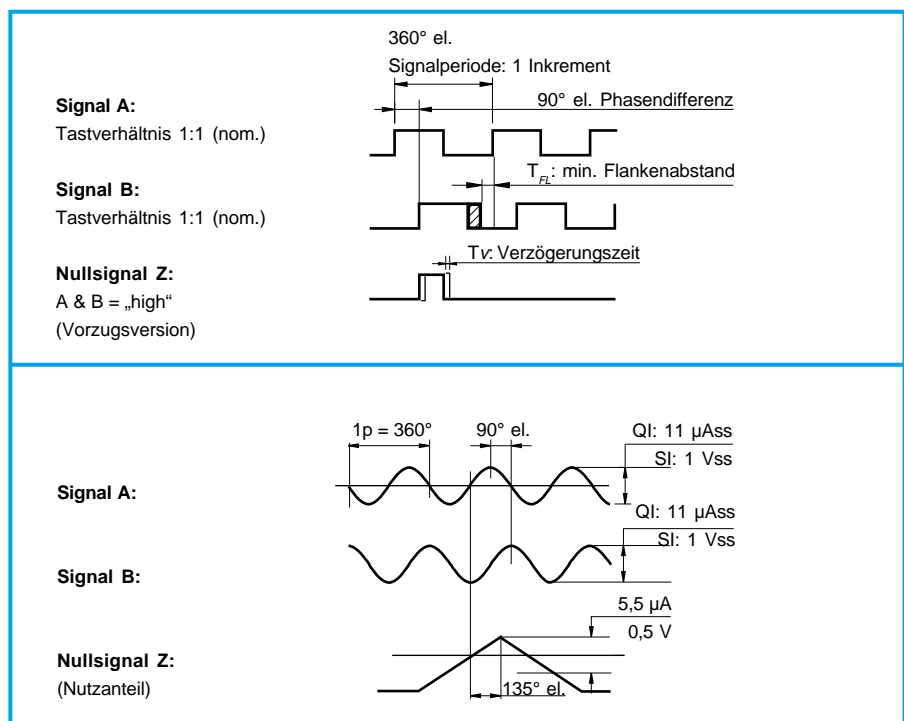 360° el.
Signalperiode: 1 Inkrement
90° el. Phasendifferenz
Signal A:
Tastverhältnis 1:1 (nom.)
TFL: min. Flankenabstand
Signal B:
Tastverhältnis 1:1 (nom.)
Tv: Verzögerungszeit
Nullsignal Z:
A & B = „high“
(Vorzugsversion)
1p = 360°
90° el.
QI: 11 µAss
SI: 1 Vss
Signal A:
QI: 11 µAss
SI: 1 Vss
Signal B:
5,5 µA
0,5 V
Nullsignal Z:
(Nutzanteil)
135° el.